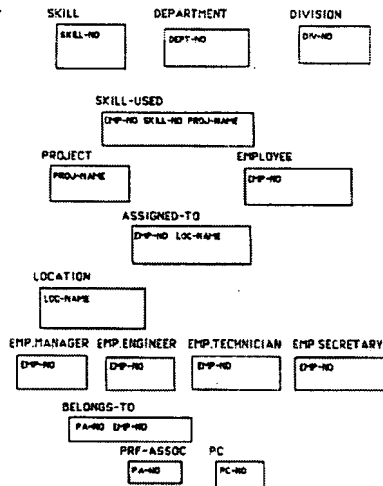 SKILL DEPARTMENT DIVISION
SKILL-NO DEPT-NO DIV-NO
SKILL-USED
EMP-NO SKILL-NO PROJ-NAME
PROJECT EMPLOYEE
PROJ-NAME EMP-NO
ASSIGNED-TO
EMP-NO LOC-NAME
LOCATION
LOC-NAME
EMP.MANAGER EMP.ENGINEER EMP.TECHNICIAN EMP SECRETARY
EMP-NO EMP-NO EMP-NO EMP-NO
BELONGS-TO
PA-NO EMP-NO
PRF-ASSOC PC
PA-NO PC-NO